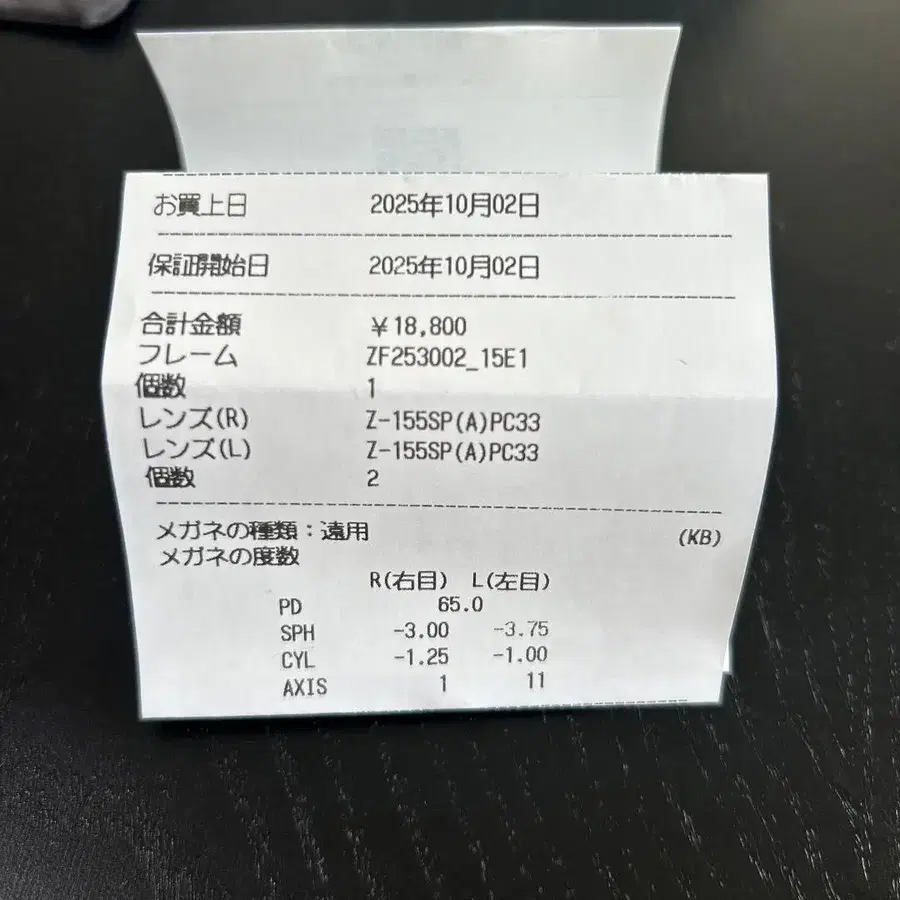 お買上日 2025年10月02日
保証開始日 2025年10月02日
合計金額 ￥18,800
フレーム ZF253002_15E1
個数 1
レンズ(R) Z-155SP(A)PC33
レンズ(L) Z-155SP(A)PC33
個数 2
メガネの種類：遠用 (KB)
メガネの度数
R(右目) L(左目)
PD 65.0
SPH -3.00 -3.75
CYL -1.25 -1.00
AXIS 1 11